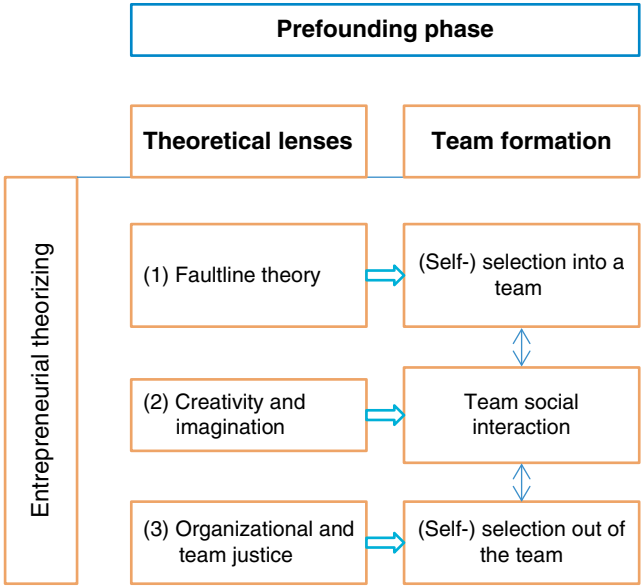 Prefounding phase
Theoretical lenses
Team formation
Entrepreneurial theorizing
(1) Faultline theory
(Self-) selection into a
team
(2) Creativity and
imagination
Team social
interaction
(3) Organizational and
team justice
(Self-) selection out of
the team